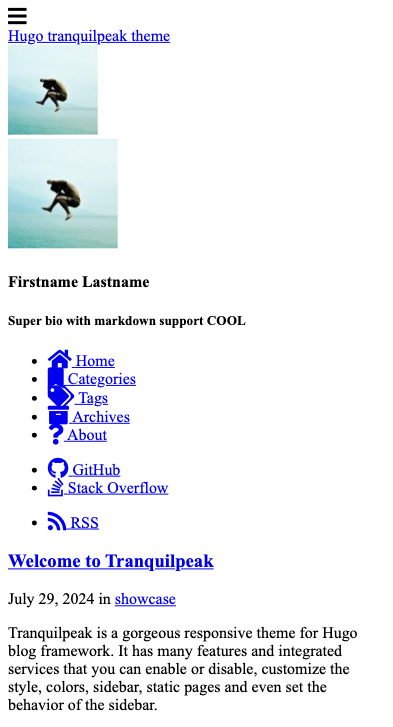 Hugo tranquilpeak theme
Firstname Lastname
Super bio with markdown support COOL
Home
Categories
Tags
Archives
About
GitHub
Stack Overflow
RSS
Welcome to Tranquilpeak
July 29, 2024 in showcase
Tranquilpeak is a gorgeous responsive theme for Hugo
blog framework. It has many features and integrated
services that you can enable or disable, customize the
style, colors, sidebar, static pages and even set the
behavior of the sidebar.